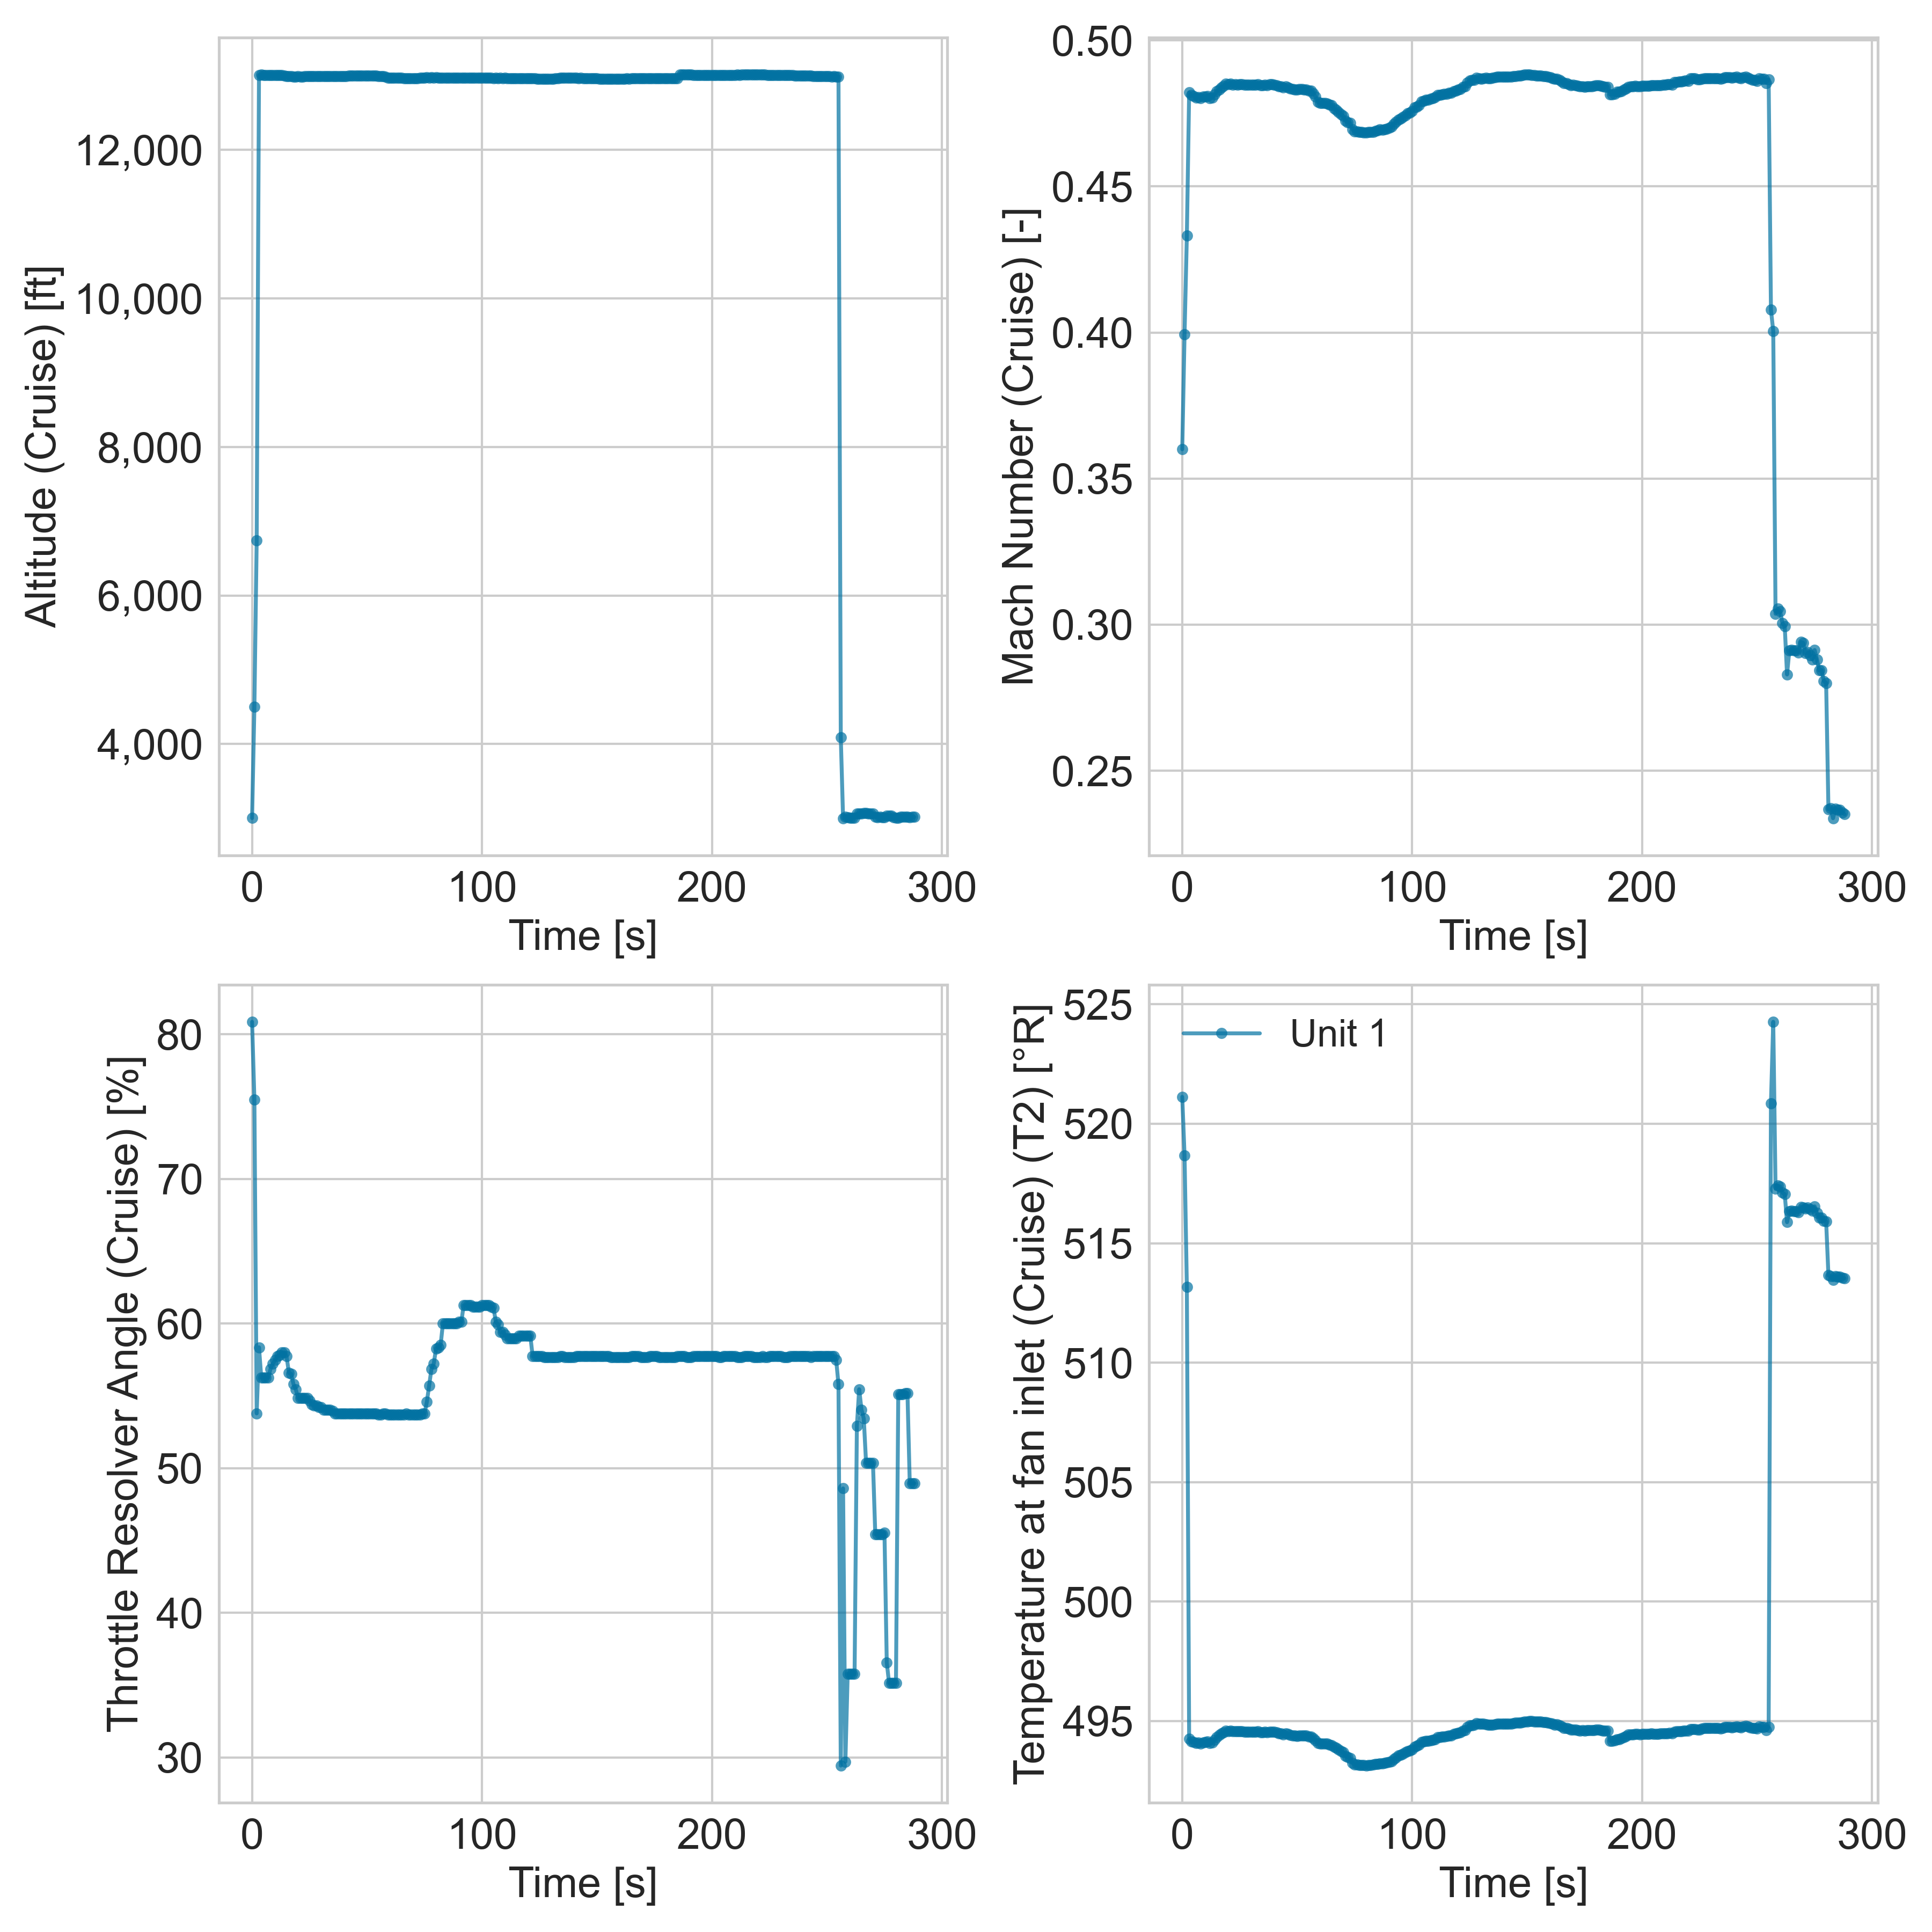 Altitude (Cruise) [ft]
12,000
10,000
8,000
6,000
4,000
0 100 200 300
Time [s]
Mach Number (Cruise) [-]
0.50
0.45
0.40
0.35
0.30
0.25
0 100 200 300
Time [s]
Throttle Resolver Angle (Cruise) [%]
80
70
60
50
40
30
0 100 200 300
Time [s]
Temperature at fan inlet (Cruise) (T2) [°R]
525
520
515
510
505
500
495
Unit 1
0 100 200 300
Time [s]